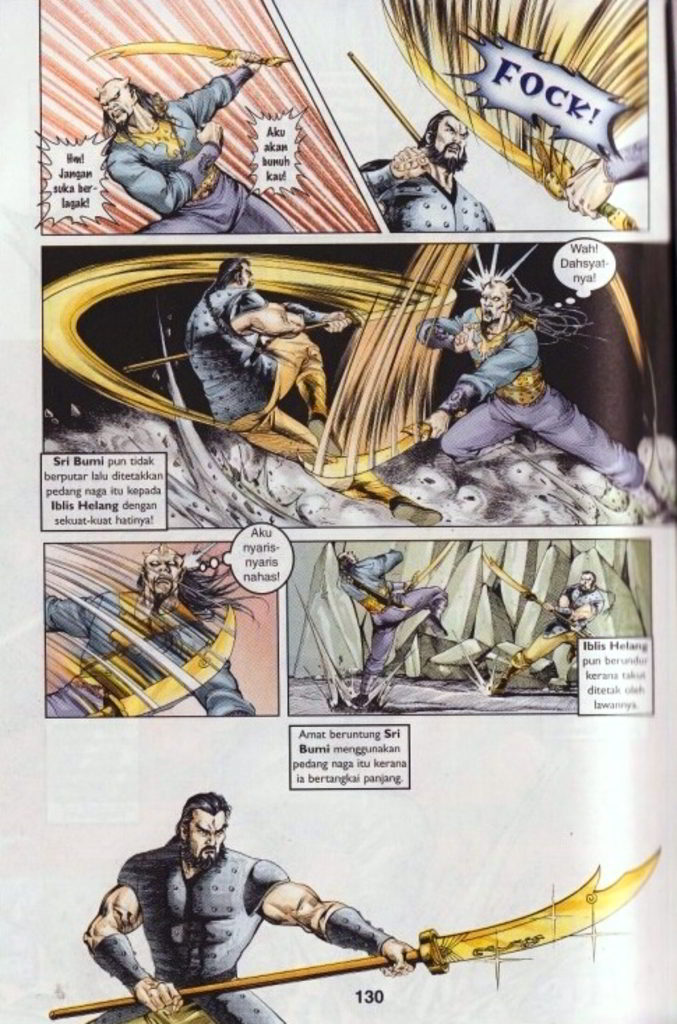 Hm!
Jangan
suka ber-
lagak!
Aku
akan
bunuh
kau!
FOCK!
Wah!
Dahsyat-
nya!
Sri Bumi pun tidak
berputar lalu ditetakkan
pedang naga itu kepada
Iblis Helang dengan
sekuat-kuat hatinya!
Aku
nyaris-
nyaris
nahas!
Iblis Helang
pun berundur
kerana takut
ditetak oleh
lawannya.
Amat beruntung Sri
Bumi menggunakan
pedang naga itu kerana
ia bertangkai panjang.
130